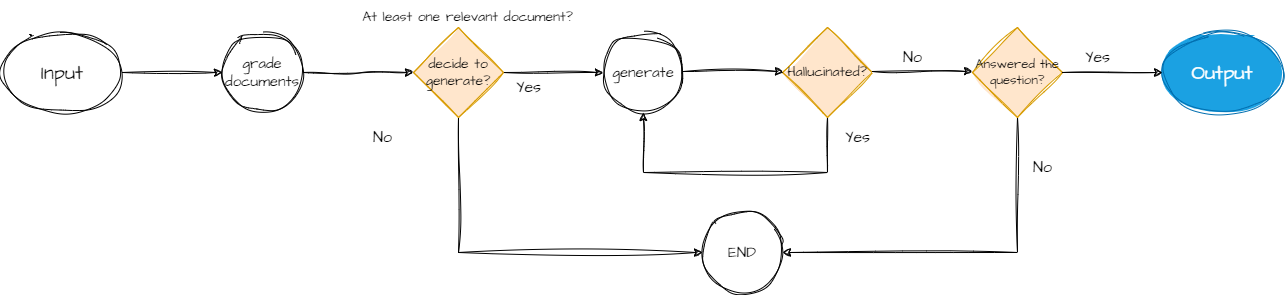 At least one relevant document?
Input
grade
documents
decide to
generate?
Yes
No
generate
Hallucinated?
No
Yes
Answered the
question?
Yes
No
Output
END